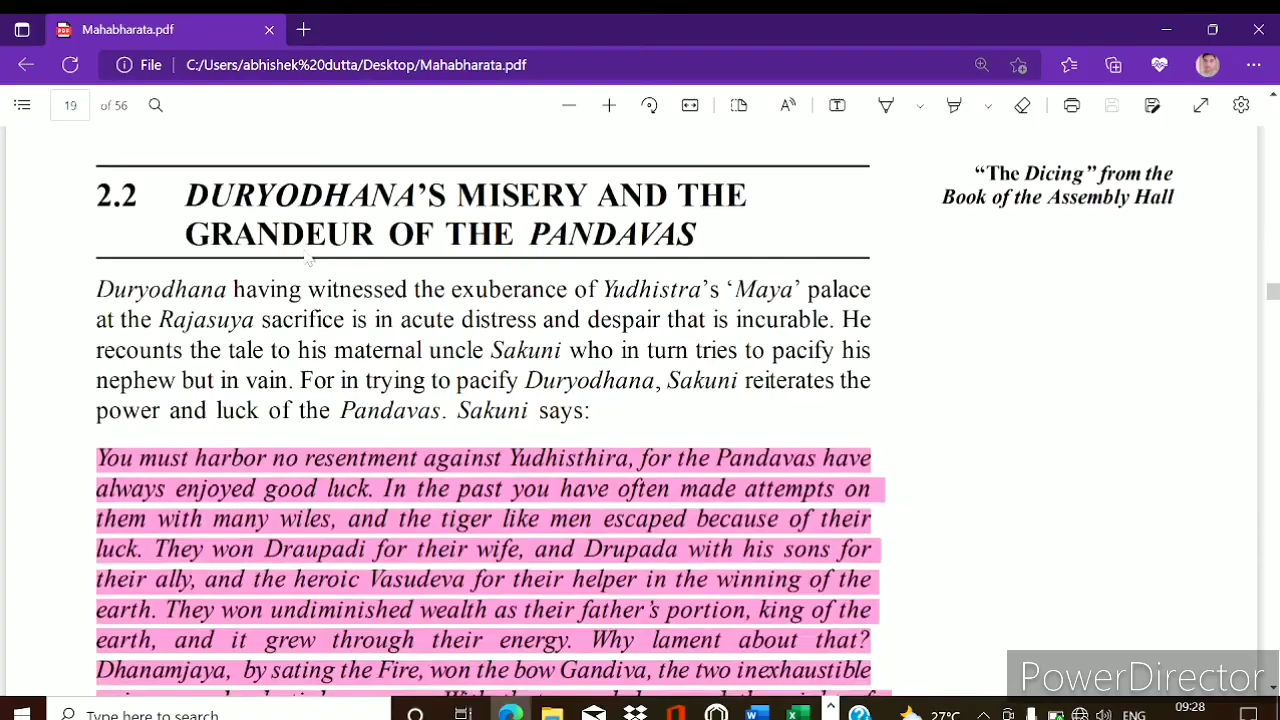 Mahabharata.pdf
File C:/Users/abhishek%20dutta/Desktop/Mahabharata.pdf
19 of 56
"The Dicing" from the
Book of the Assembly Hall
2.2 DURYODHANA'S MISERY AND THE
GRANDEUR OF THE PANDAVAS
Duryodhana having witnessed the exuberance of Yudhistra's 'Maya' palace
at the Rajasuya sacrifice is in acute distress and despair that is incurable. He
recounts the tale to his maternal uncle Sakuni who in turn tries to pacify his
nephew but in vain. For in trying to pacify Duryodhana, Sakuni reiterates the
power and luck of the Pandavas. Sakuni says:
You must harbor no resentment against Yudhisthira, for the Pandavas have
always enjoyed good luck. In the past you have often made attempts on
them with many wiles, and the tiger like men escaped because of their
luck. They won Draupadi for their wife, and Drupada with his sons for
their ally, and the heroic Vasudeva for their helper in the winning of the
earth. They won undiminished wealth as their father's portion, king of the
earth, and it grew through their energy. Why lament about that?
Dhanamjaya, by sating the Fire, won the bow Gandiva, the two inexhaustible
PowerDirector
Type here to search
27°C
ENG
09:28